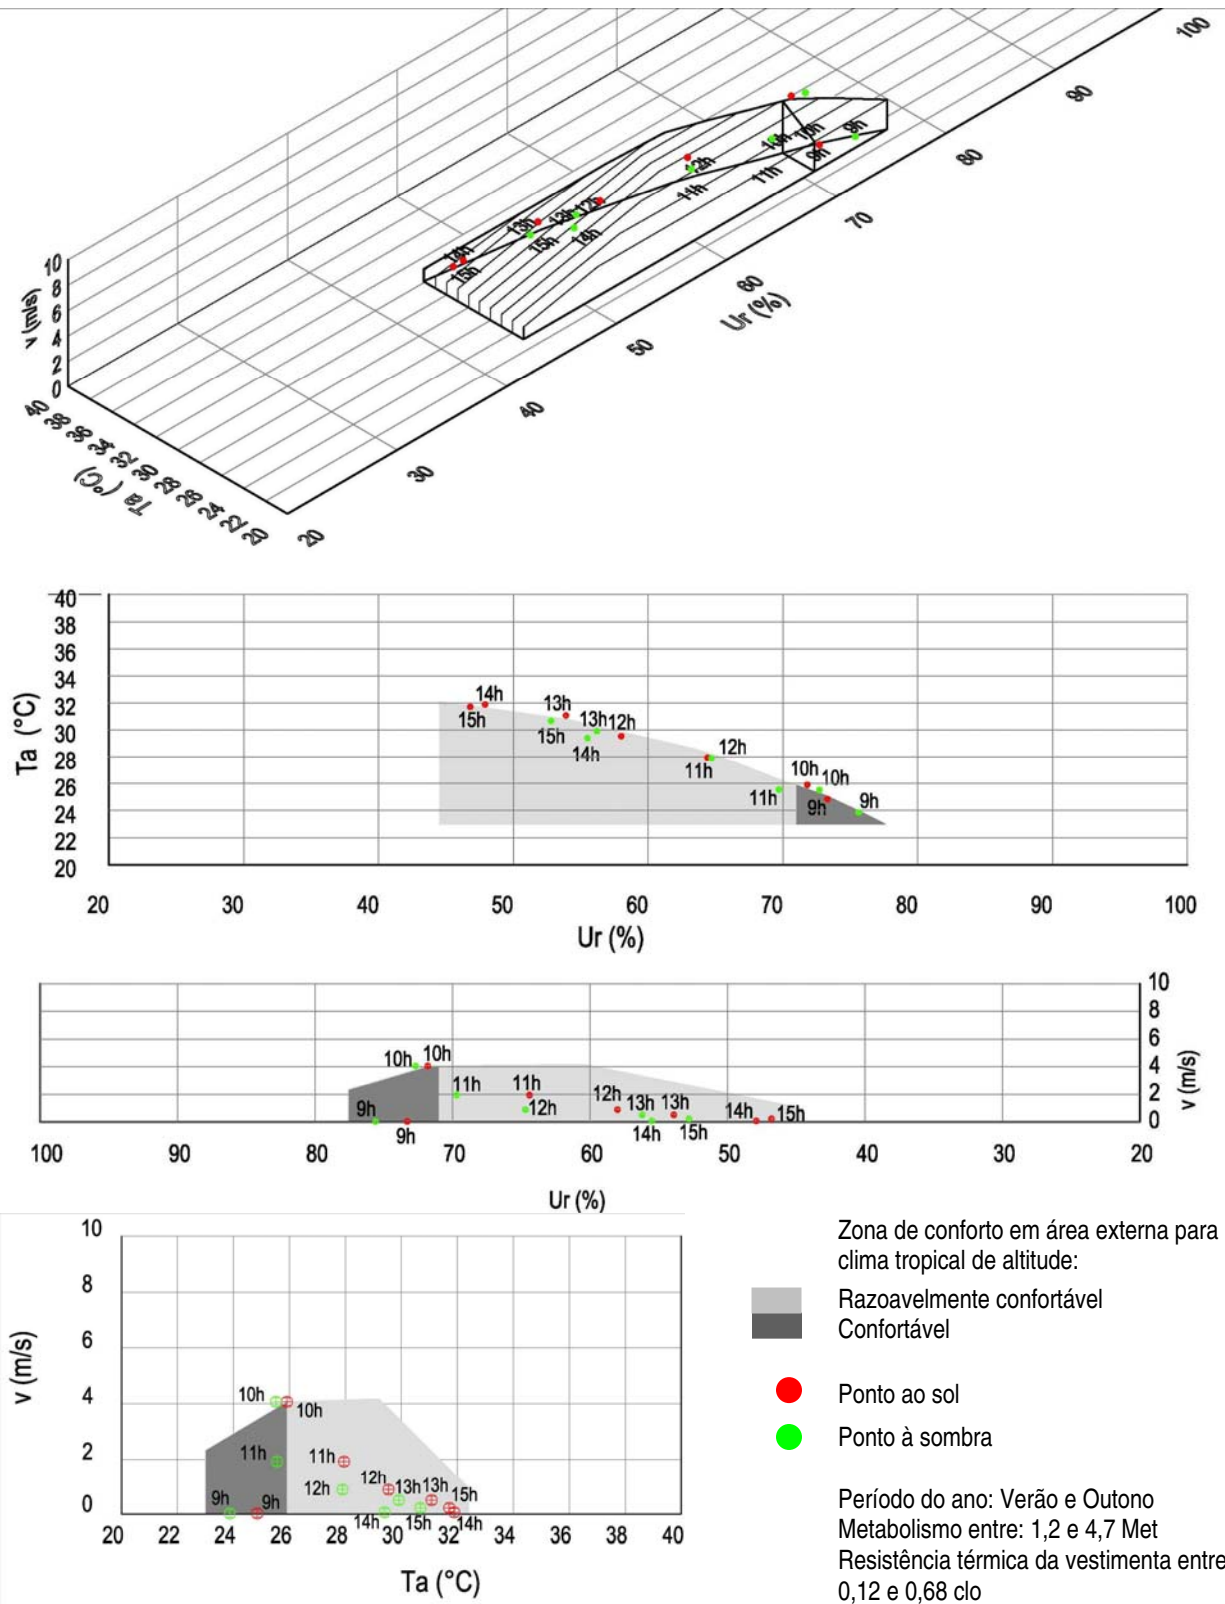 100
90
80
70
60
50
40
30
20
Ur (%)
10
8
6
4
2
0
v (m/s)
40
38
36
34
32
30
28
26
24
22
20
Ta (°C)
10h
10h
9h
9h
12h
11h
11h
13h
13h
12h
15h
14h
14h
15h
40
38
36
34
32
30
28
26
24
22
20
Ta (°C)
14h
15h
13h
13h
12h
15h
14h
12h
11h
10h
10h
11h
9h
9h
20 30 40 50 60 70 80 90 100
Ur (%)
10
8
6
4
2
0
v (m/s)
10h
10h
11h
11h
12h
13h
13h
14h
15h
9h
12h
9h
14h
15h
100 90 80 70 60 50 40 30 20
Ur (%)
10
8
6
4
2
0
v (m/s)
10h
10h
11h
11h
12h
12h
13h
13h
15h
9h
9h
14h
15h
14h
20 22 24 26 28 30 32 34 36 38 40
Ta (°C)
Zona de conforto em área externa para
clima tropical de altitude:
Razoavelmente confortável
Confortável
Ponto ao sol
Ponto à sombra
Período do ano: Verão e Outono
Metabolismo entre: 1,2 e 4,7 Met
Resistência térmica da vestimenta entre
0,12 e 0,68 clo